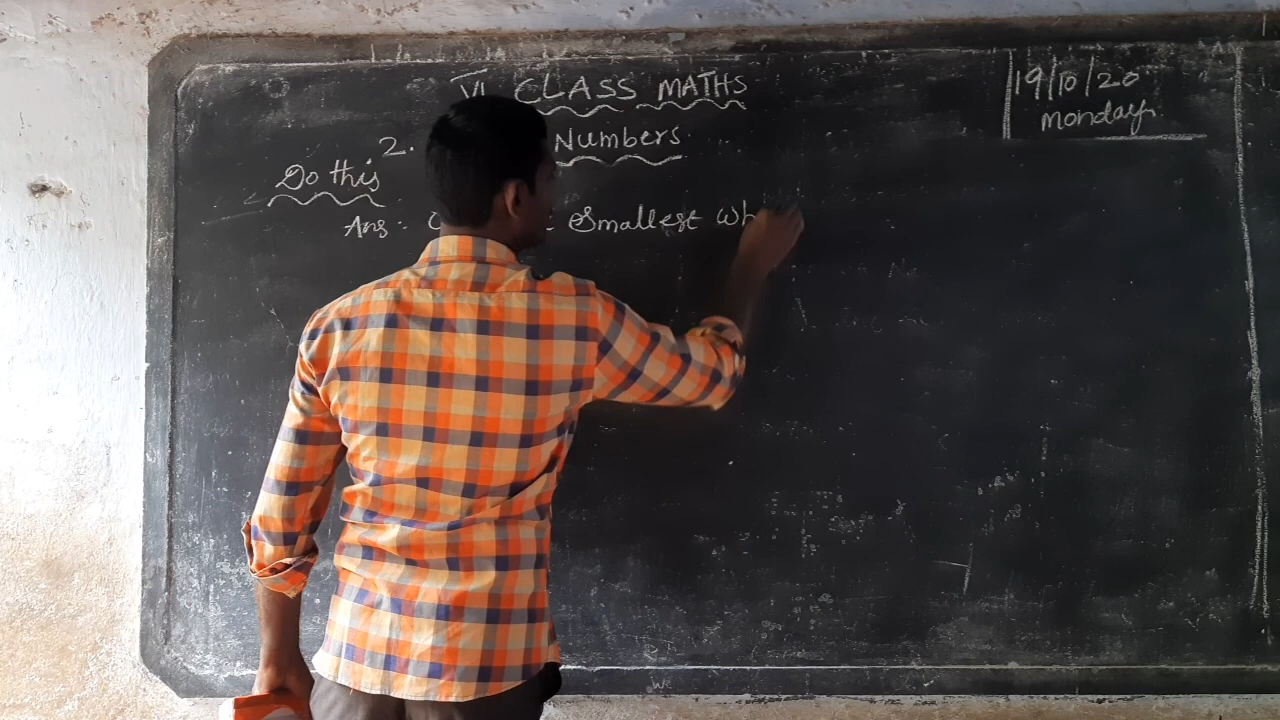 VI CLASS MATHS
19/10/20
Monday
2. Numbers
Do this
Ans: Smallest Wh